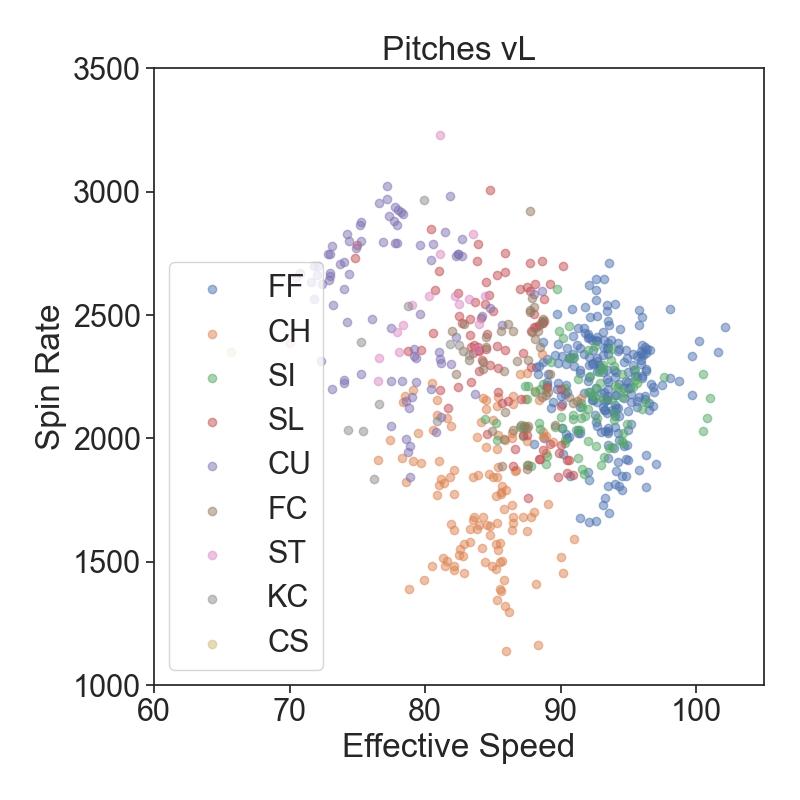 Pitches vL
3500
3000
2500
2000
1500
1000
Spin Rate
FF
CH
SI
SL
CU
FC
ST
KC
CS
60 70 80 90 100
Effective Speed